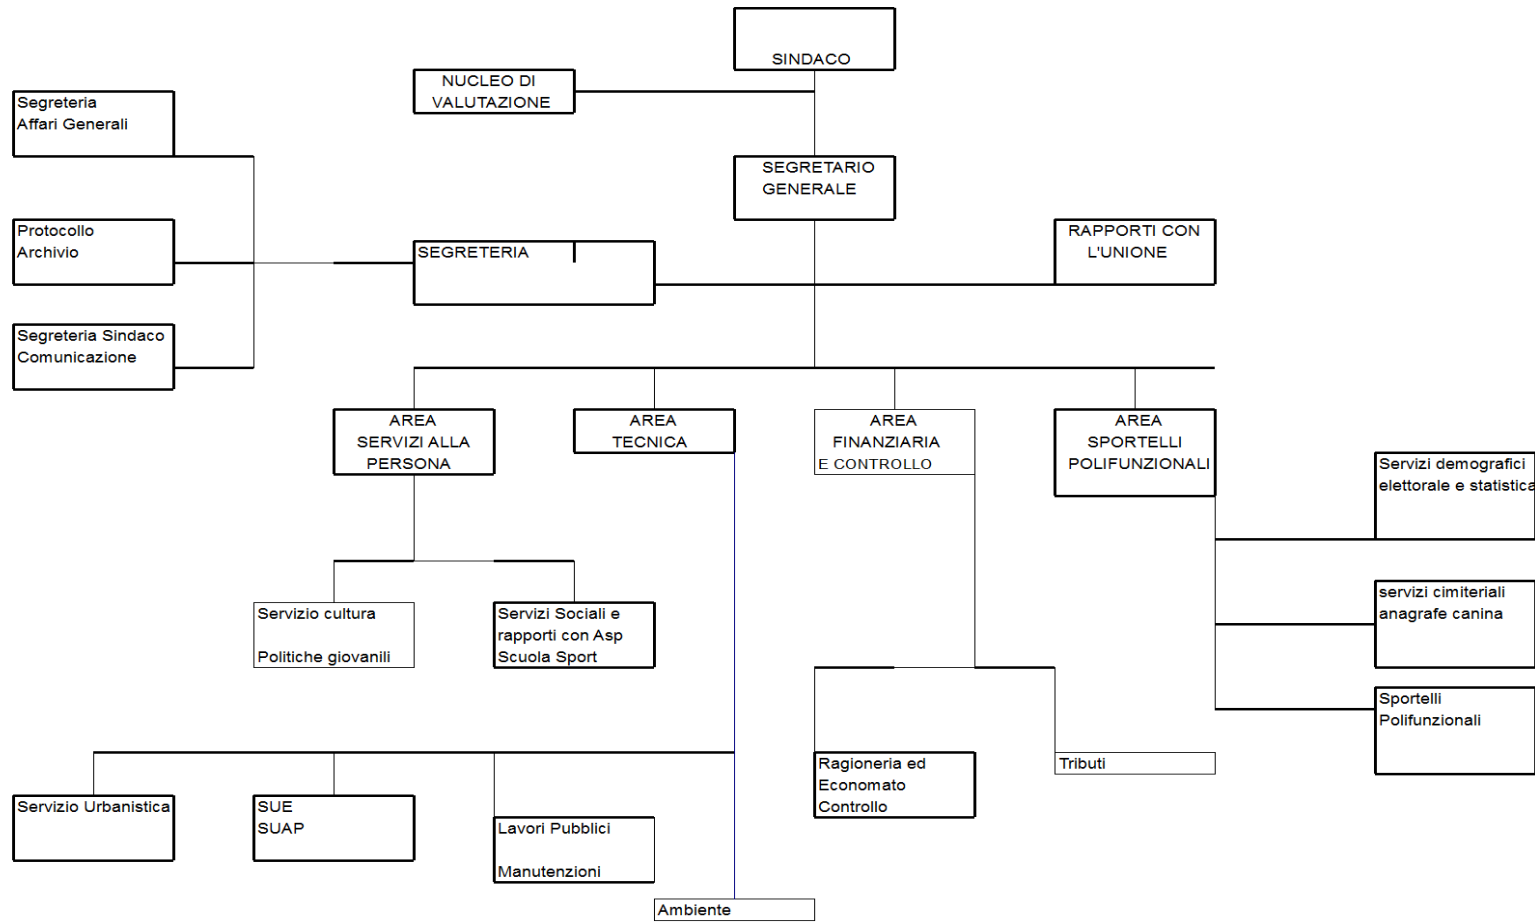 SINDACO
NUCLEO DI
VALUTAZIONE
Segreteria
Affari Generali
SEGRETARIO
GENERALE
Protocollo
Archivio
SEGRETERIA
RAPPORTI CON
L'UNIONE
Segreteria Sindaco
Comunicazione
AREA
SERVIZI ALLA
PERSONA
AREA
TECNICA
AREA
FINANZIARIA
E CONTROLLO
AREA
SPORTELLI
POLIFUNZIONALI
Servizi demografici
elettorale e statistica
servizi cimiteriali
anagrafe canina
Sportelli
Polifunzionali
Servizio cultura
Politiche giovanili
Servizi Sociali e
rapporti con Asp
Scuola Sport
Ragioneria ed
Economato
Controllo
Tributi
Servizio Urbanistica
SUE
SUAP
Lavori Pubblici
Manutenzioni
Ambiente